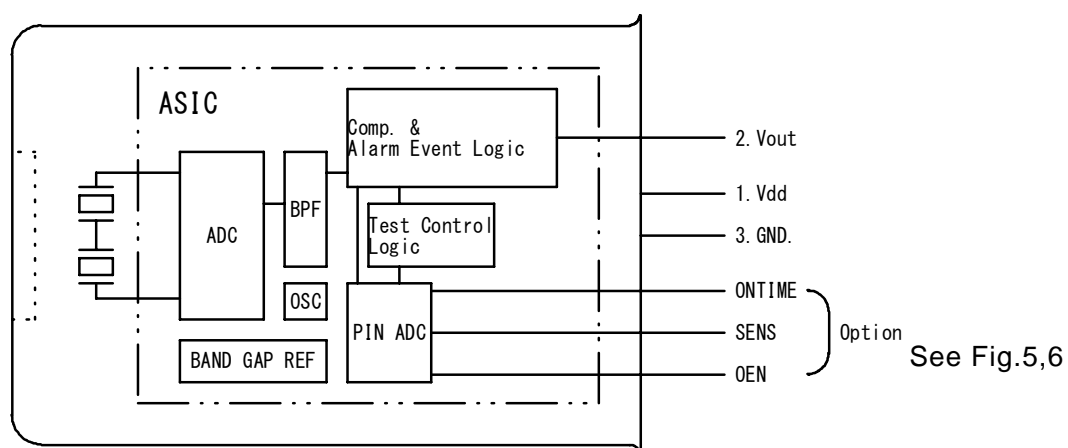 ASIC
Comp. &
Alarm Event Logic
2. Vout
1. Vdd
3. GND.
ADC
BPF
Test Control
Logic
OSC
PIN ADC
BAND GAP REF
ONTIME
SENS
OEN
Option
See Fig.5,6